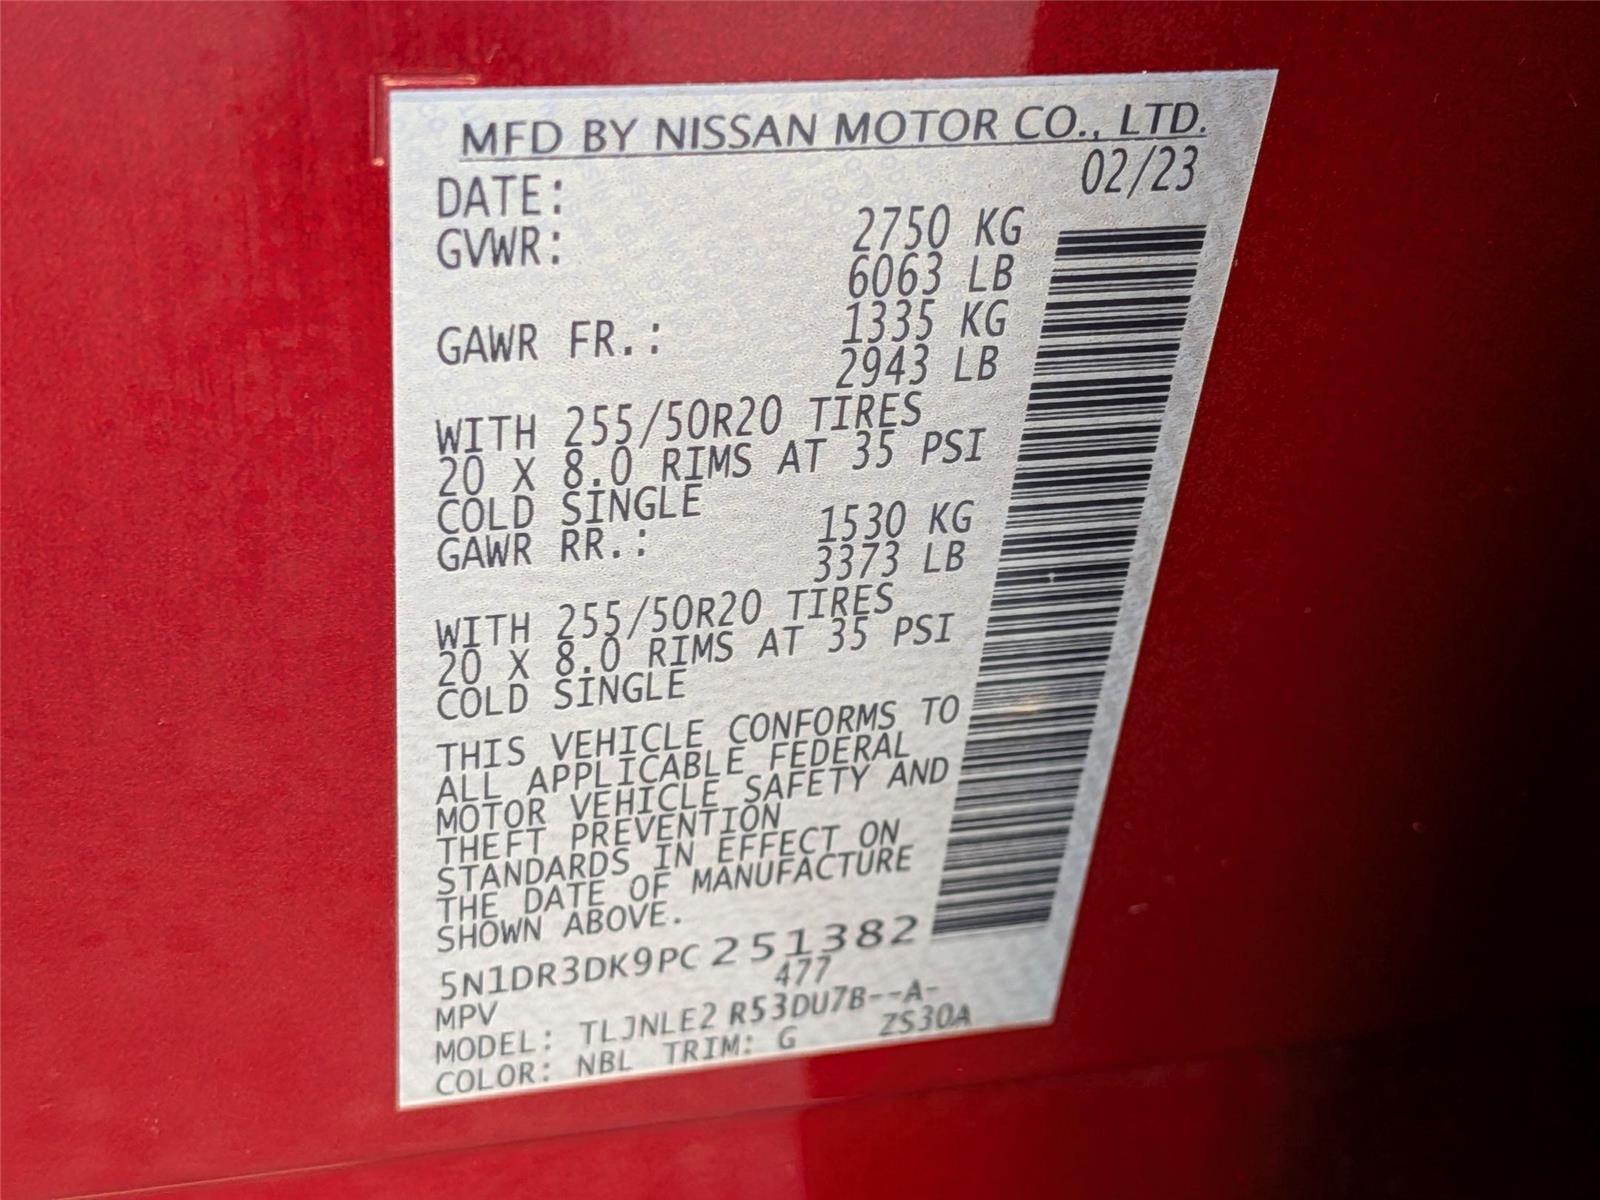 MFD BY NISSAN MOTOR CO., LTD.
DATE: 02/23
GVWR: 2750 KG
6063 LB
GAWR FR.: 1335 KG
2943 LB
WITH 255/50R20 TIRES
20 X 8.0 RIMS AT 35 PSI
COLD SINGLE
GAWR RR.: 1530 KG
3373 LB
WITH 255/50R20 TIRES
20 X 8.0 RIMS AT 35 PSI
COLD SINGLE
THIS VEHICLE CONFORMS TO
ALL APPLICABLE FEDERAL
MOTOR VEHICLE SAFETY AND
THEFT PREVENTION
STANDARDS IN EFFECT ON
THE DATE OF MANUFACTURE
SHOWN ABOVE.
5N1DR3DK9PC251382
MPV 477
MODEL: TLJNLE2 R53DU7B--A-
COLOR: NBL TRIM: G ZS30A